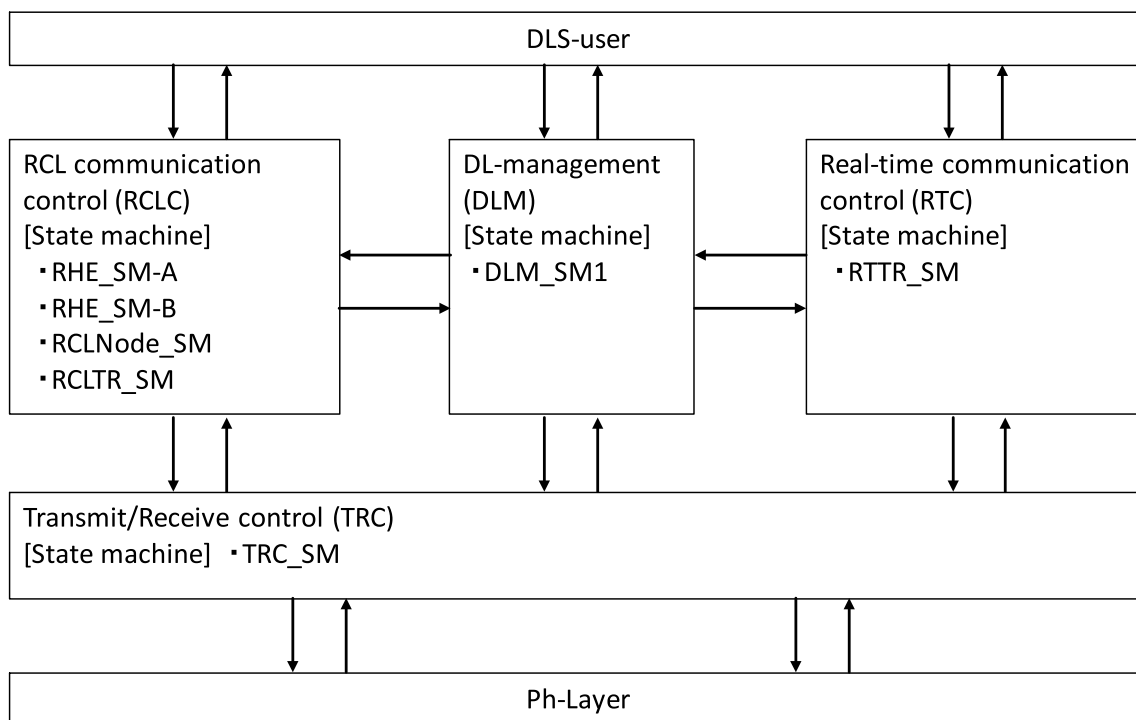 DLS-user
RCL communication
control (RCLC)
[State machine]
・RHE_SM-A
・RHE_SM-B
・RCLNode_SM
・RCLTR_SM
DL-management
(DLM)
[State machine]
・DLM_SM1
Real-time communication
control (RTC)
[State machine]
・RTTR_SM
Transmit/Receive control (TRC)
[State machine] ・TRC_SM
Ph-Layer